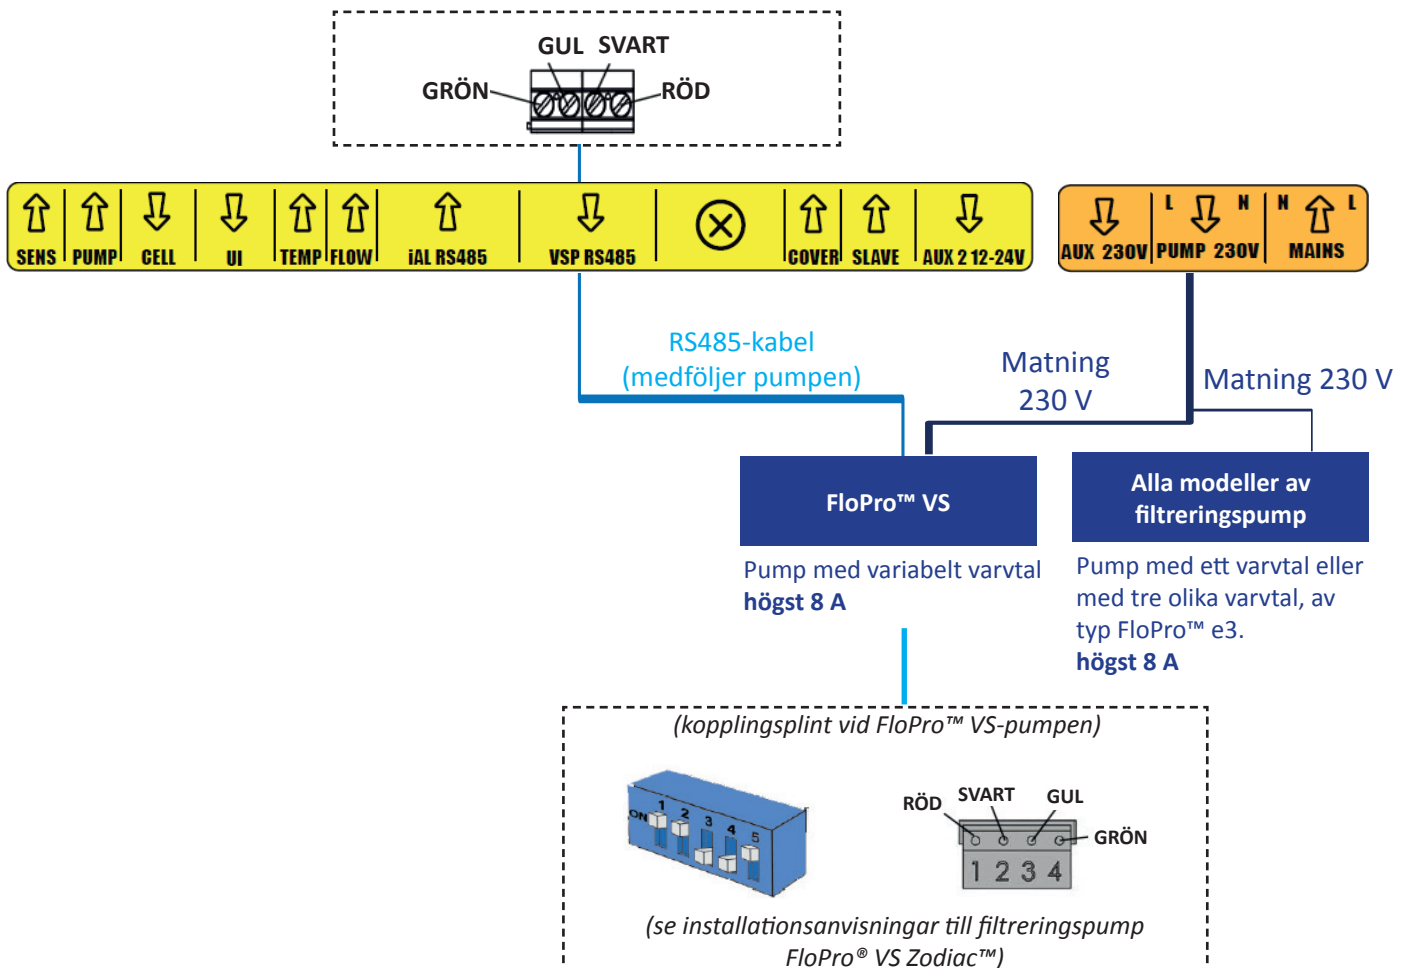 GUL SVART
GRÖN RÖD
SENS PUMP CELL UI TEMP FLOW iAL RS485 VSP RS485 COVER SLAVE AUX 2 12-24V
L N N L
AUX 230V PUMP 230V MAINS
RS485-kabel
(medföljer pumpen)
Matning
230 V
Matning 230 V
FloPro™ VS
Pump med variabelt varvtal
högst 8 A
Alla modeller av
filtreringspump
Pump med ett varvtal eller
med tre olika varvtal, av
typ FloPro™ e3.
högst 8 A
(kopplingsplint vid FloPro™ VS-pumpen)
ON 1 2 3 4 5
RÖD SVART GUL
GRÖN
1 2 3 4
(se installationsanvisningar till filtreringspump
FloPro® VS Zodiac™)